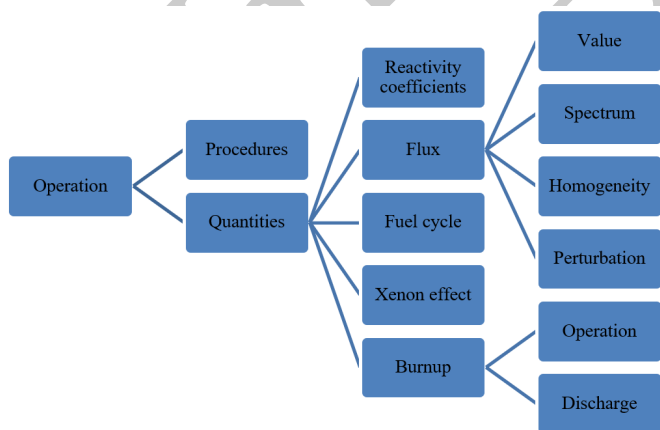 Operation
Procedures
Quantities
Reactivity
coefficients
Flux
Fuel cycle
Xenon effect
Burnup
Value
Spectrum
Homogeneity
Perturbation
Operation
Discharge